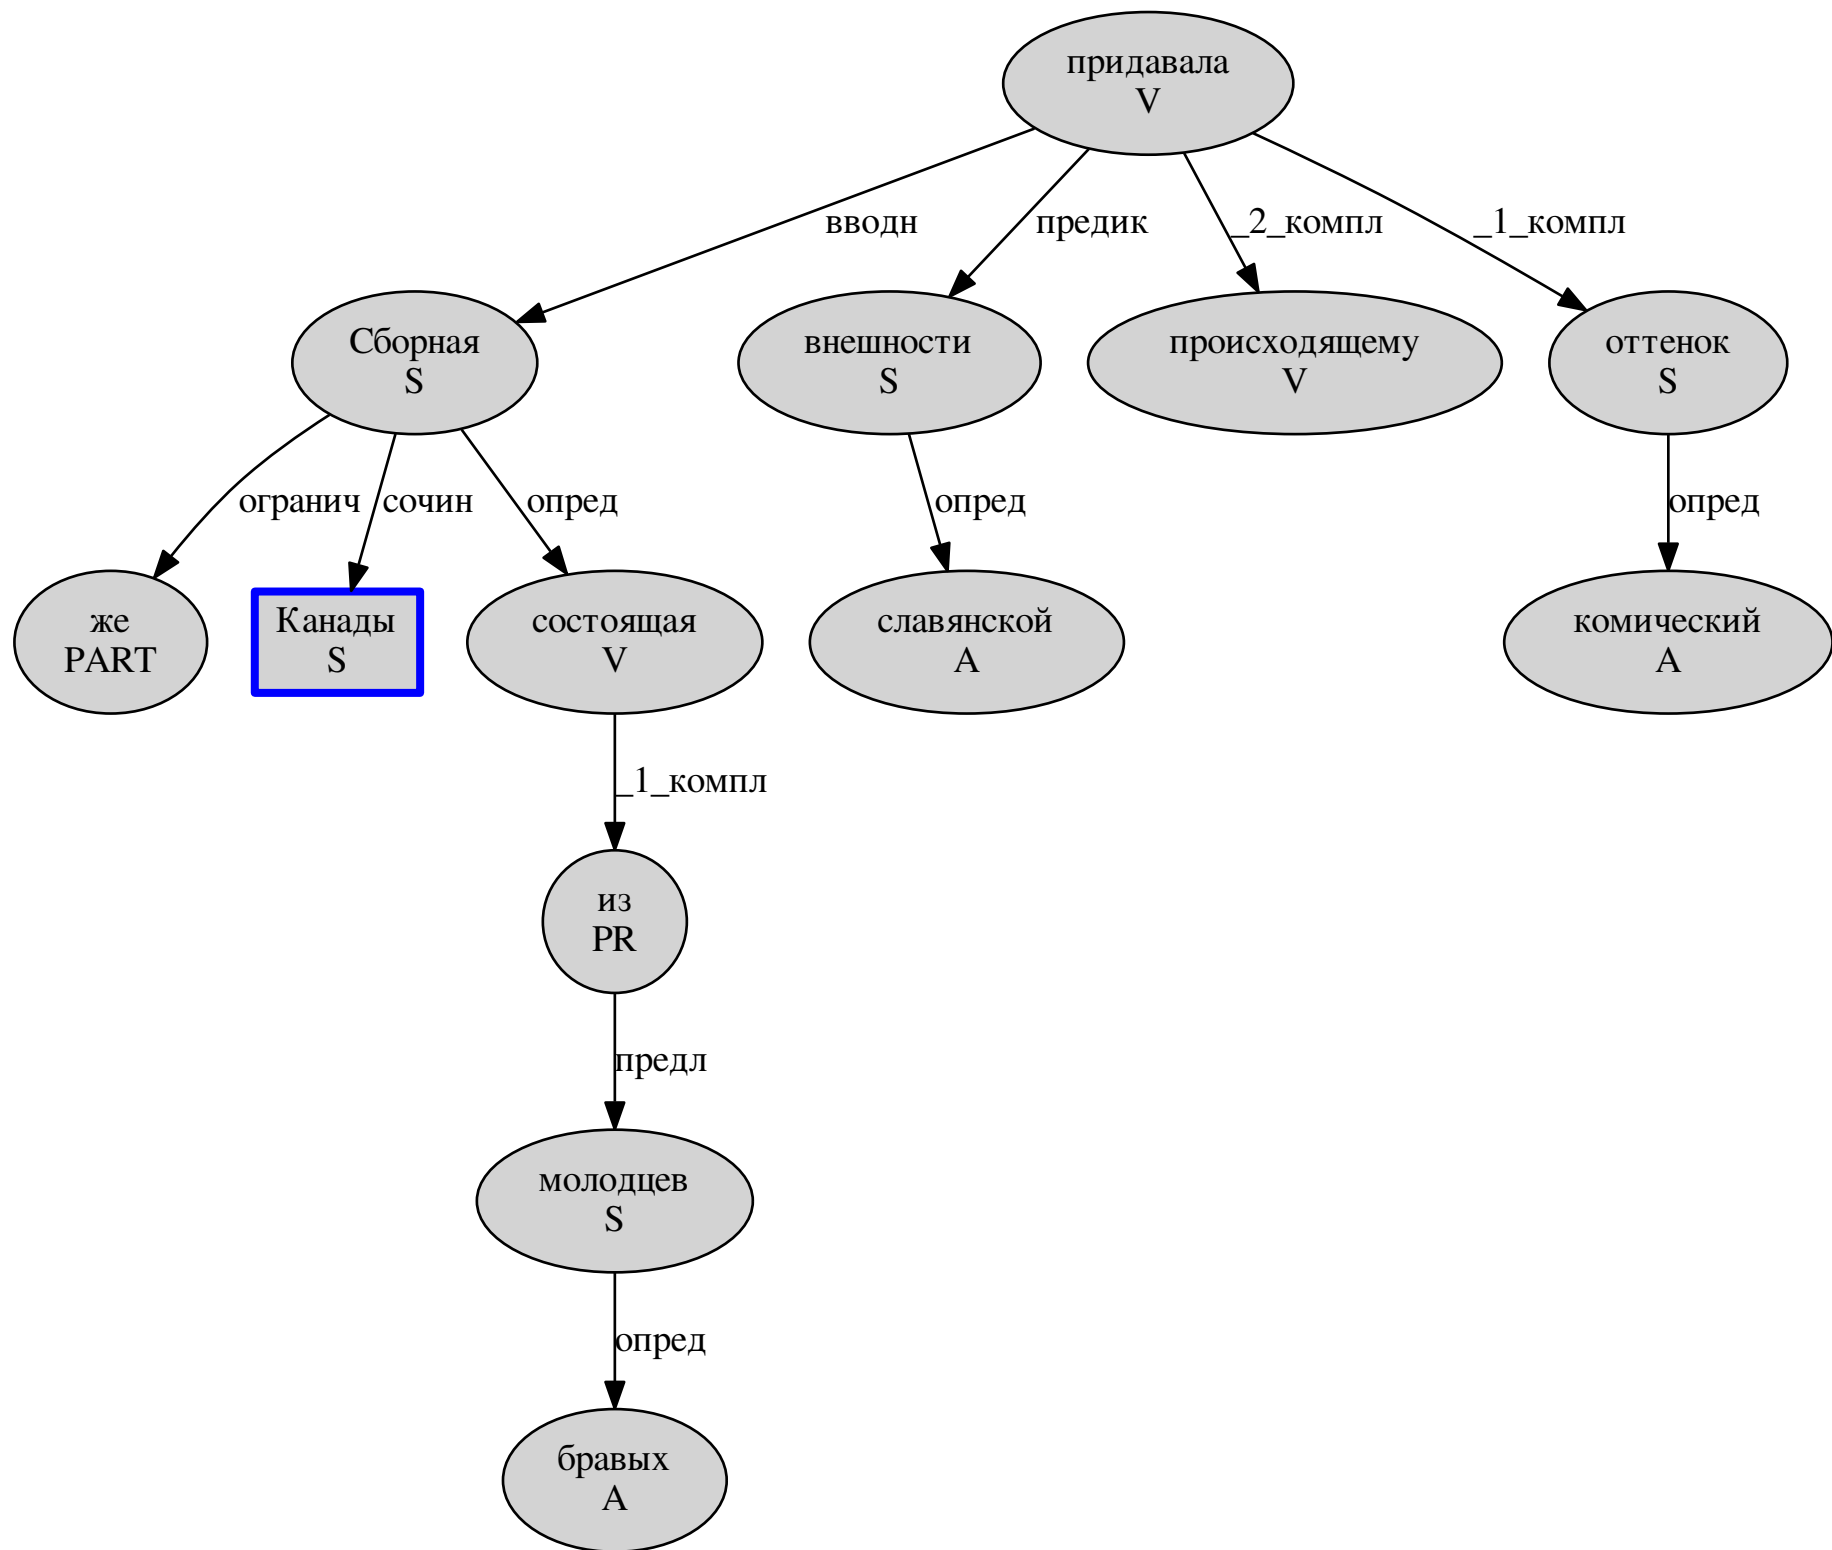 придавала
V
вводн
предик
_2_компл
_1_компл
Сборная
S
внешности
S
происходящему
V
оттенок
S
огранич
сочин
опред
опред
опред
же
PART
Канады
S
состоящая
V
славянской
A
комический
A
_1_компл
из
PR
предл
молодцев
S
опред
бравых
A